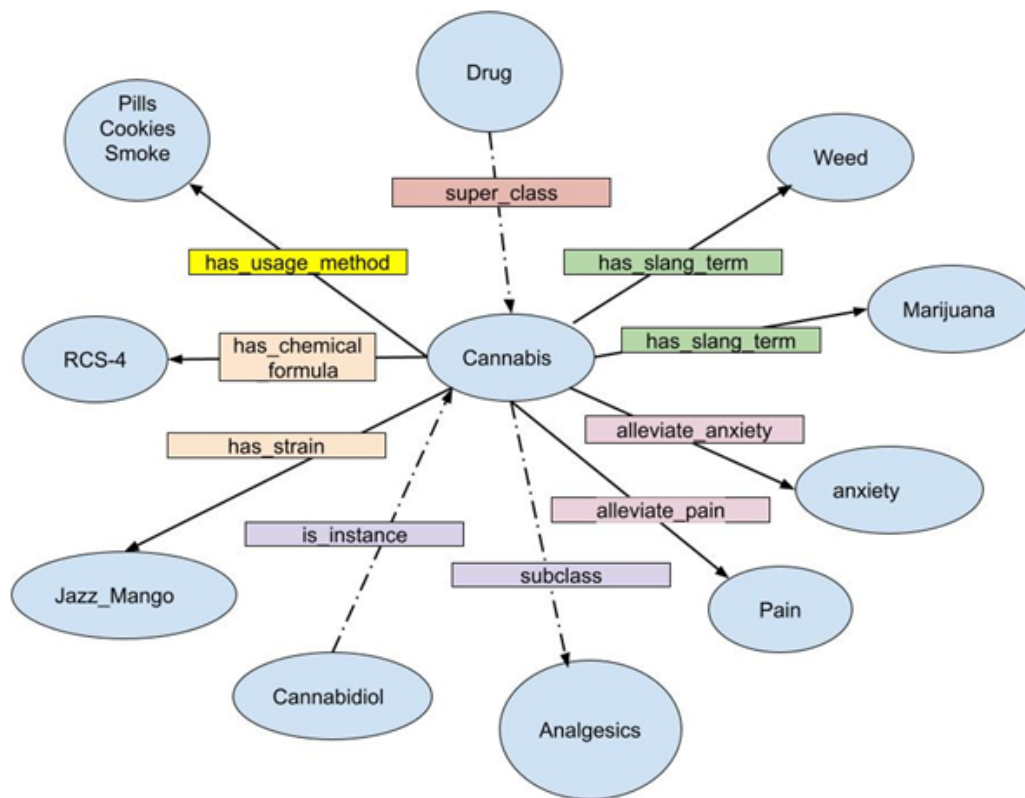 Drug
Pills
Cookies
Smoke
Weed
super_class
has_usage_method
has_slang_term
Marijuana
has_slang_term
RCS-4
has_chemical
_formula
Cannabis
has_strain
alleviate_anxiety
anxiety
alleviate_pain
is_instance
subclass
Jazz_Mango
Pain
Cannabidiol
Analgesics